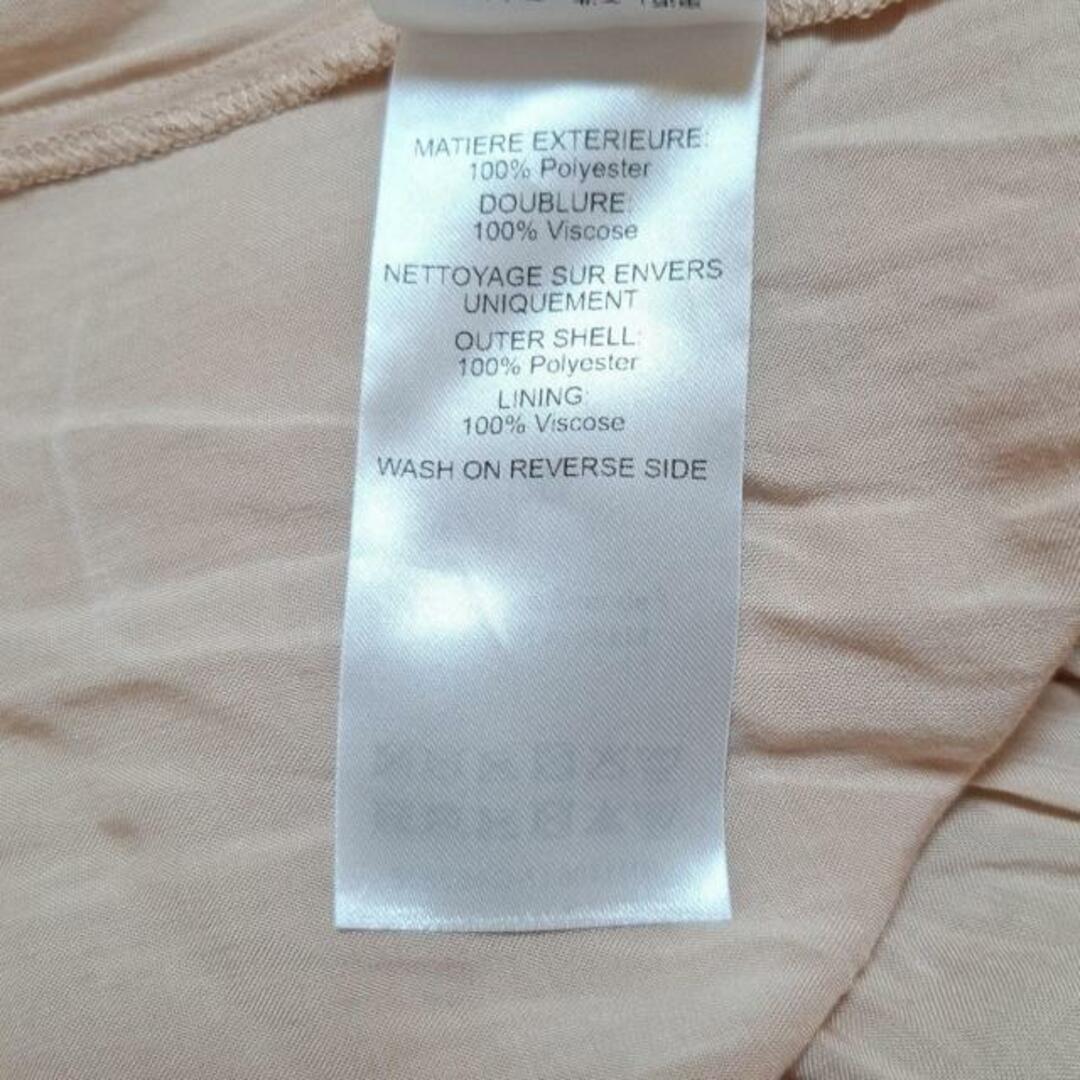 MATIERE EXTERIEURE:
100% Polyester
DOUBLURE:
100% Viscose
NETTOYAGE SUR ENVERS
UNIQUEMENT
OUTER SHELL:
100% Polyester
LINING:
100% Viscose
WASH ON REVERSE SIDE